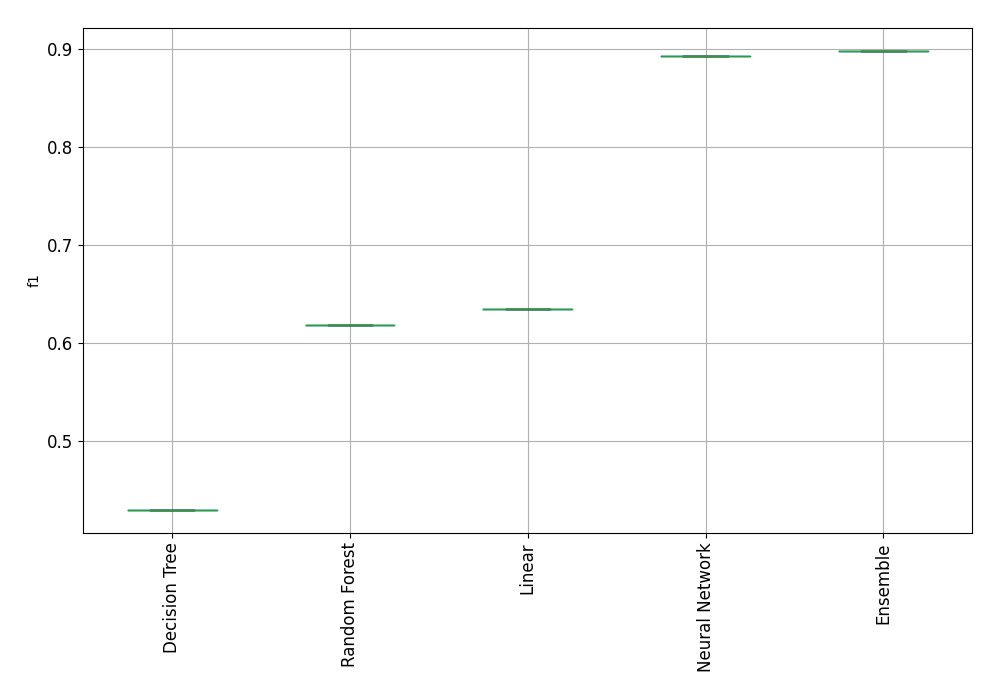 0.9
0.8
0.7
0.6
0.5
f1
Decision Tree
Random Forest
Linear
Neural Network
Ensemble